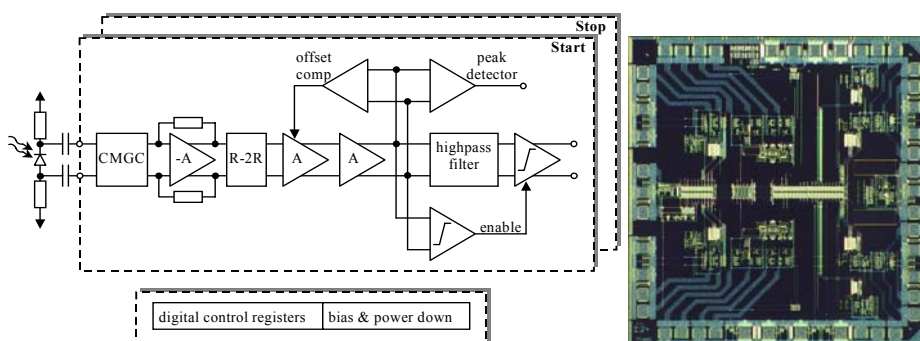 Stop
Start
offset
comp
peak
detector
CMGC
-A
R-2R
A
A
highpass
filter
enable
digital control registers
bias & power down